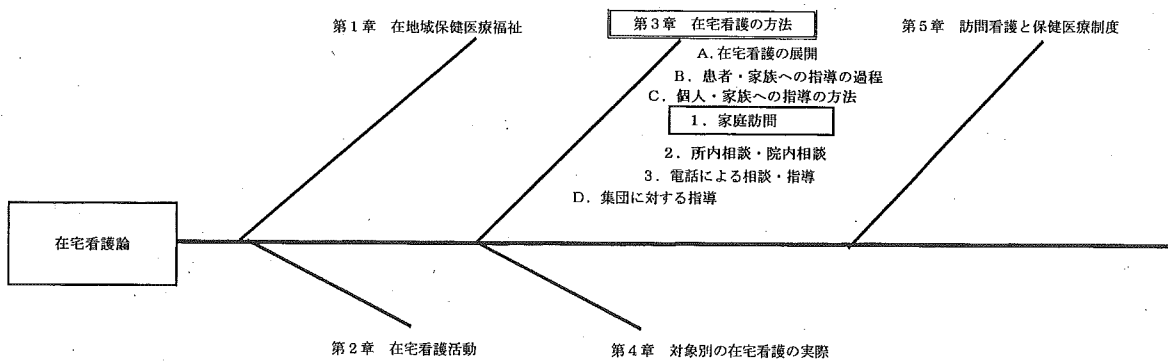 第1章 在地域保健医療福祉
第3章 在宅看護の方法
A.在宅看護の展開
B. 患者・家族への指導の過程
C. 個人・家族への指導の方法
1. 家庭訪問
2. 所内相談・院内相談
3. 電話による相談・指導
D. 集団に対する指導
第5章 訪問看護と保健医療制度
在宅看護論
第2章 在宅看護活動
第4章 対象別の在宅看護の実際